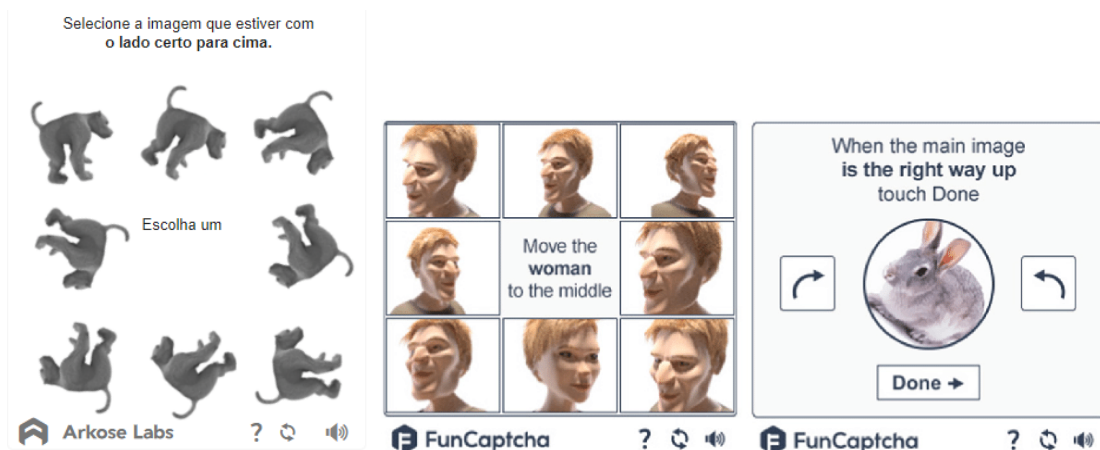 Selecione a imagem que estiver com
o lado certo para cima.
Escolha um
Arkose Labs
?
Move the
woman
to the middle
FunCaptcha
?
When the main image
is the right way up
touch Done
Done
FunCaptcha
?